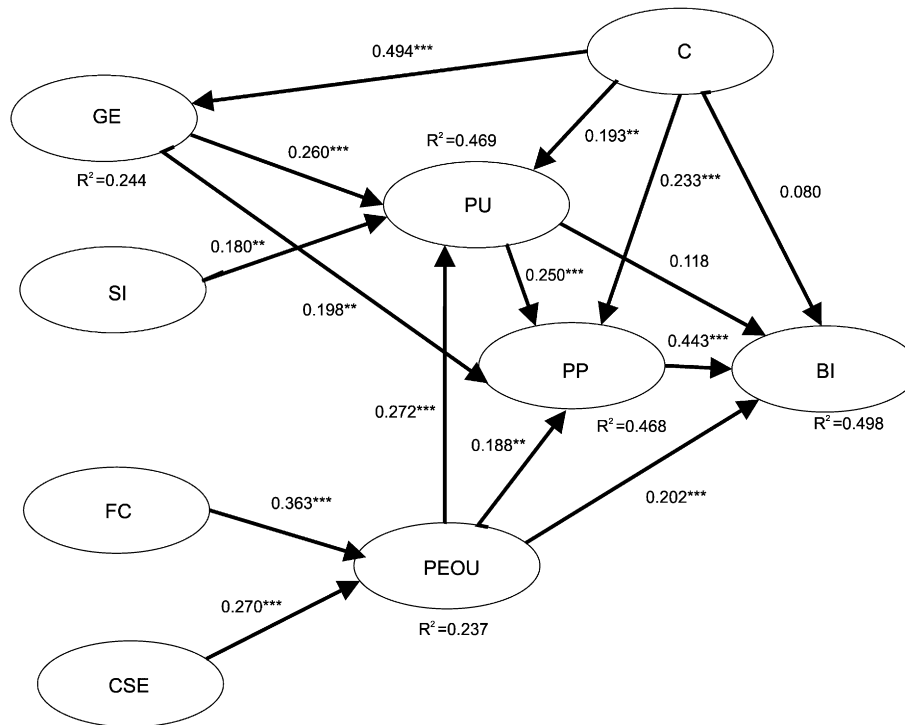 C
0.494***
GE
0.193**
R²=0.469
0.260***
R²=0.244
0.233***
0.080
PU
0.180**
0.118
0.250***
SI
0.198**
0.443***
PP
BI
0.272***
R²=0.468
R²=0.498
0.188**
0.363***
0.202***
FC
PEOU
0.270***
R²=0.237
CSE